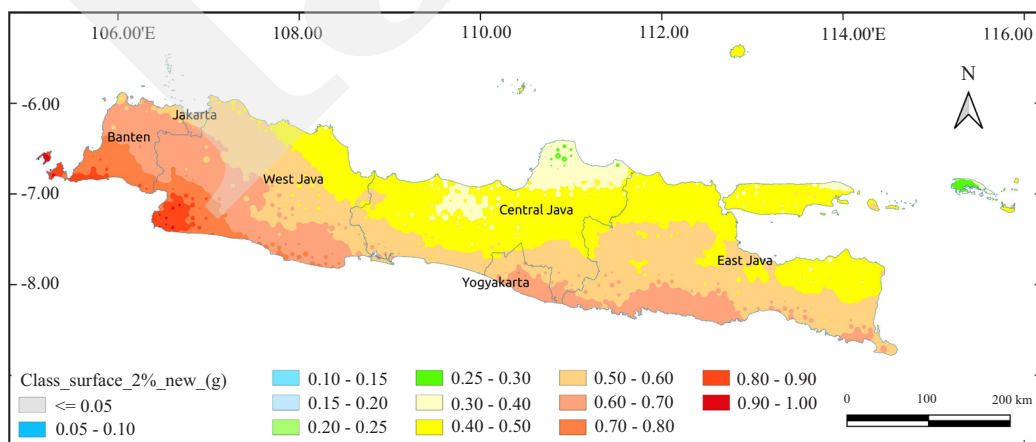 106.00'E 108.00 110.00 112.00 114.00'E 116.00
N
-6.00
Jakarta
Banten
-7.00
West Java
Central Java
East Java
-8.00
Yogyakarta
Class_surface_2%_new_(g)
<= 0.05
0.05 - 0.10
0.10 - 0.15
0.15 - 0.20
0.20 - 0.25
0.25 - 0.30
0.30 - 0.40
0.40 - 0.50
0.50 - 0.60
0.60 - 0.70
0.70 - 0.80
0.80 - 0.90
0.90 - 1.00
0 100 200 km